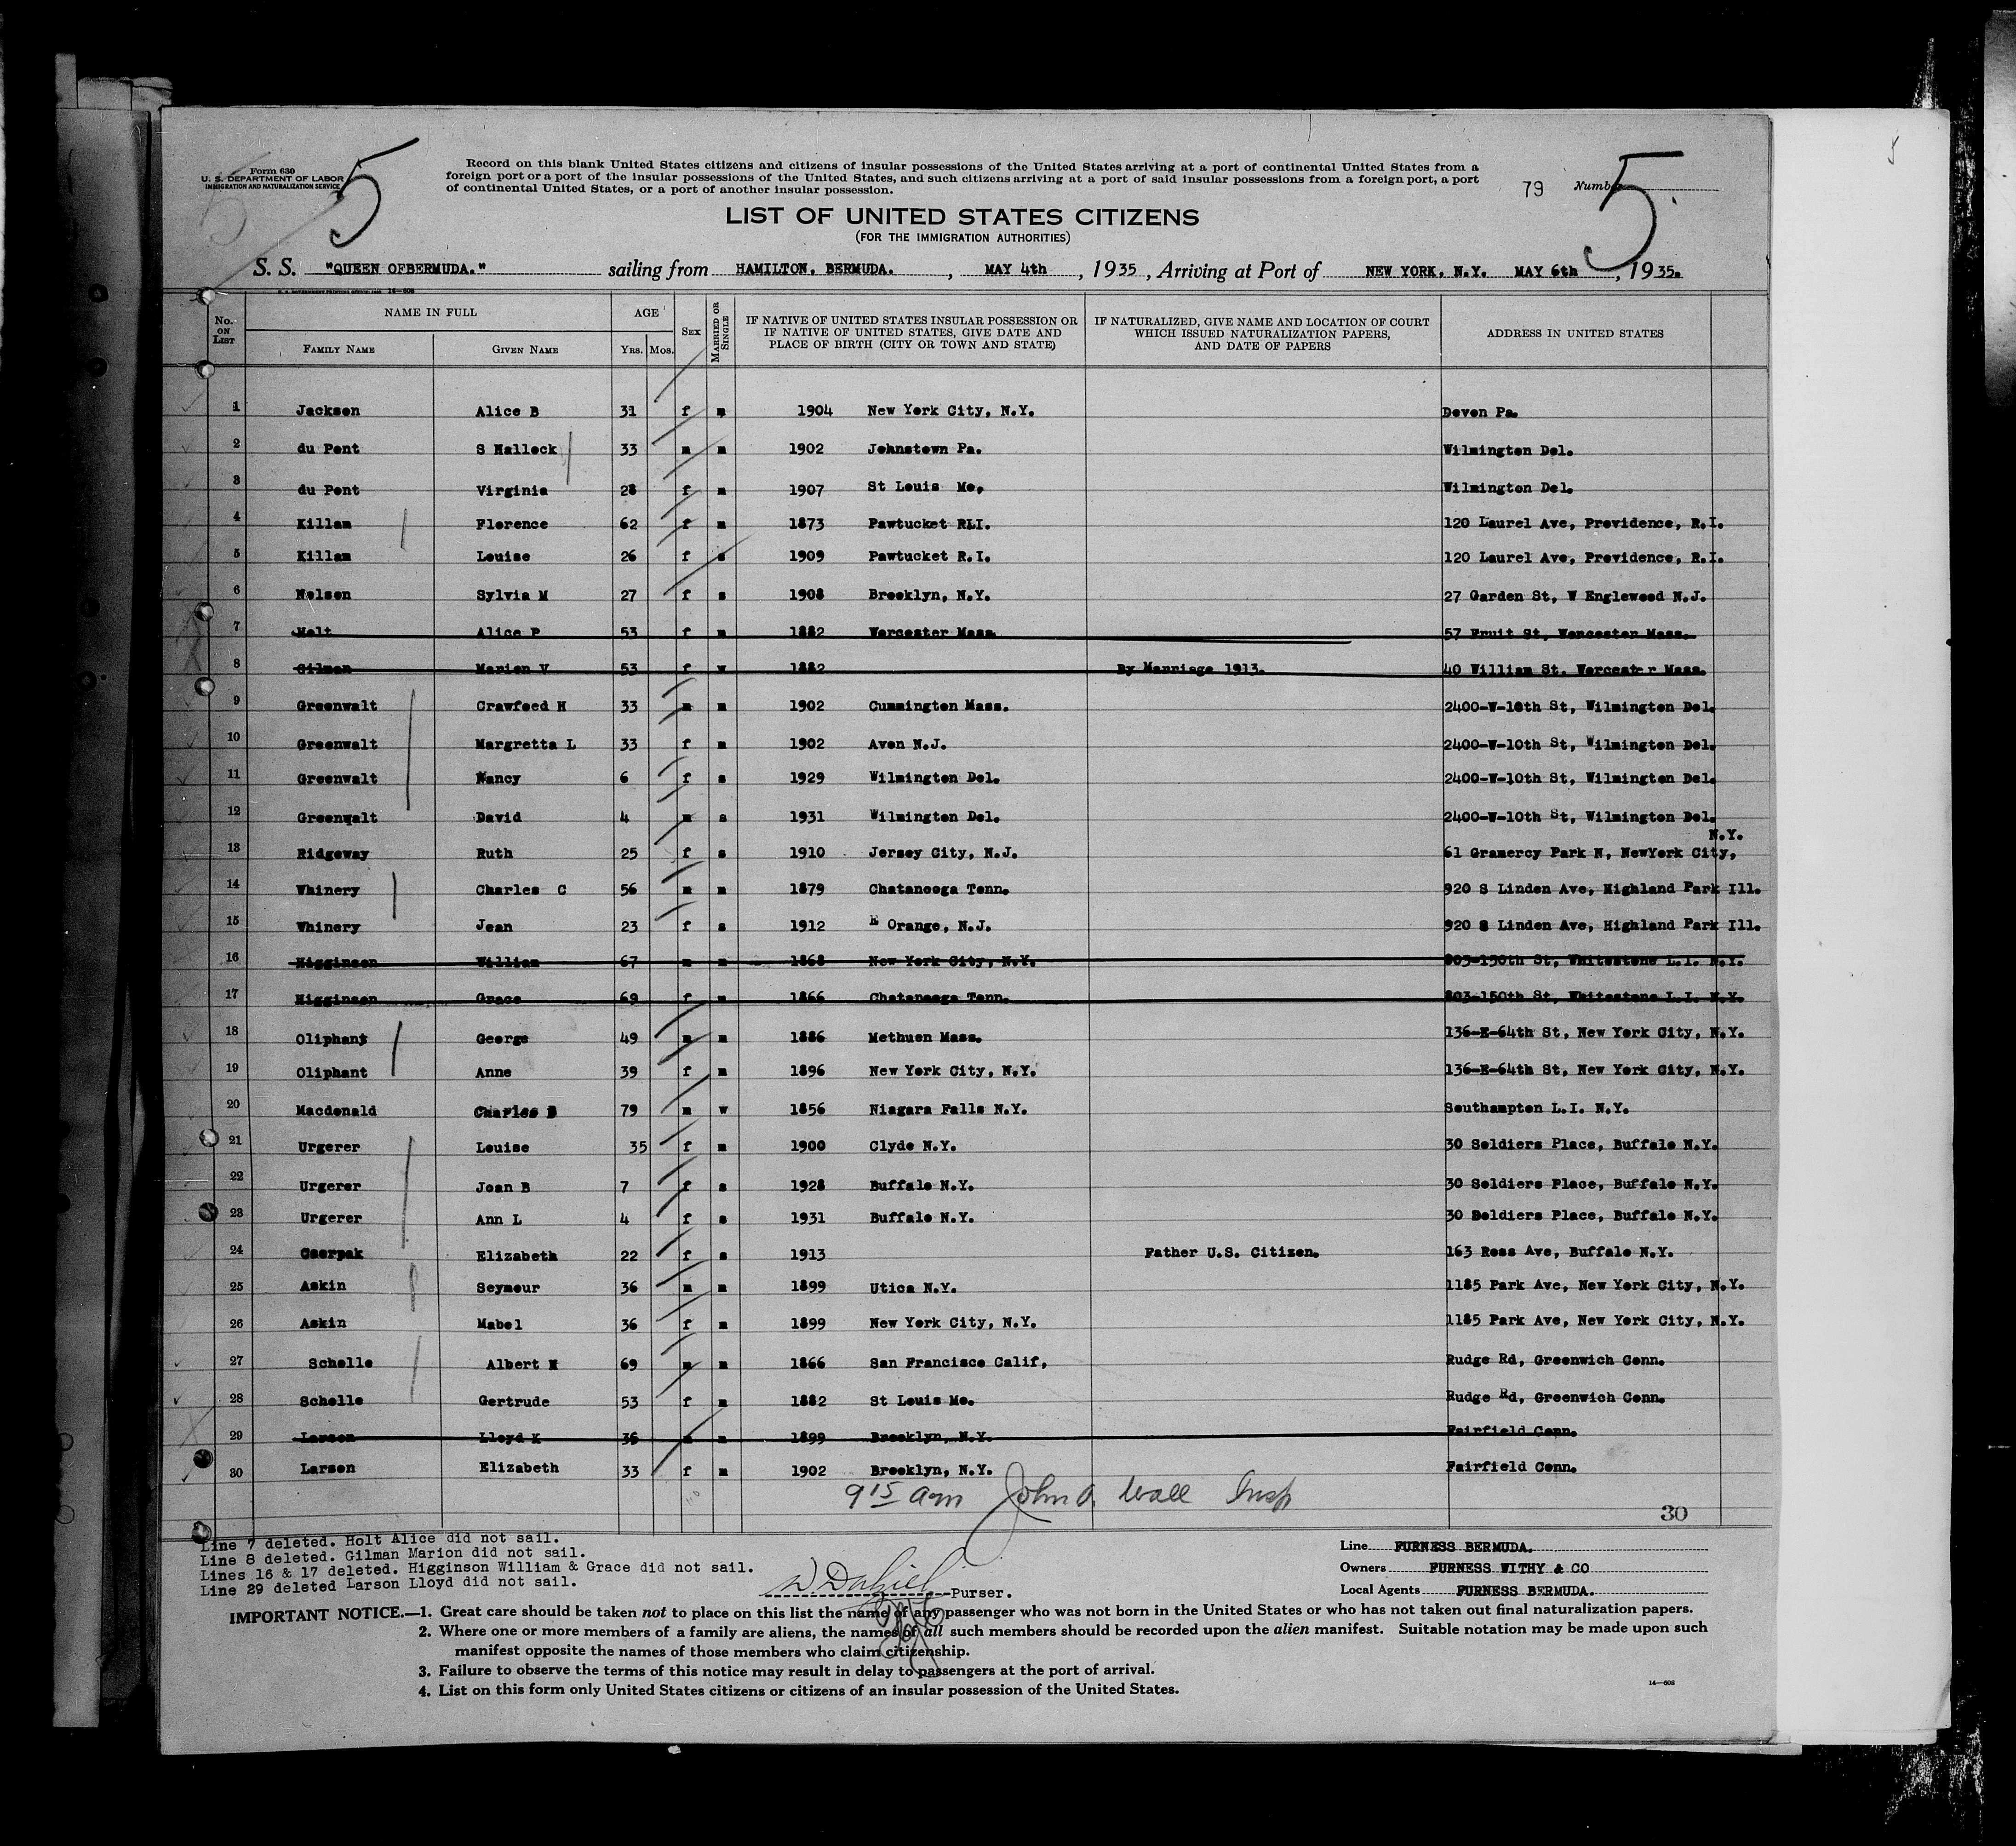 Form 630
U. S. DEPARTMENT OF LABOR
IMMIGRATION AND NATURALIZATION SERVICE
5
Record on this blank United States citizens and citizens of insular possessions of the United States arriving at a port of continental United States from a
foreign port or a port of the insular possessions of the United States, and such citizens arriving at a port of said insular possessions from a foreign port, a port
of continental United States, or a port of another insular possession.
79 Number 5
LIST OF UNITED STATES CITIZENS
(FOR THE IMMIGRATION AUTHORITIES)
S. S. "QUEEN OFBERMUDA." sailing from HAMILTON, BERMUDA. , MAY 4th , 1935 , Arriving at Port of NEW YORK, N.Y. MAY 6th , 1935.
No. ON LIST NAME IN FULL FAMILY NAME GIVEN NAME AGE YRS. MOS. SEX MARRIED OR SINGLE IF NATIVE OF UNITED STATES INSULAR POSSESSION OR IF NATIVE OF UNITED STATES, GIVE DATE AND PLACE OF BIRTH (CITY OR TOWN AND STATE) IF NATURALIZED, GIVE NAME AND LOCATION OF COURT WHICH ISSUED NATURALIZATION PAPERS, AND DATE OF PAPERS ADDRESS IN UNITED STATES
1 Jackson Alice B 31 f m 1904 New York City, N.Y. Devon Pa.
2 du Pont S Hallock 33 m m 1902 Johnstown Pa. Wilmington Del.
3 du Pont Virginia 28 f m 1907 St Louis Mo, Wilmington Del.
4 Killam Florence 62 f m 1873 Pawtucket RLI. 120 Laurel Ave, Providence, R.I.
5 Killam Louise 26 f s 1909 Pawtucket R.I. 120 Laurel Ave, Providence, R.I.
6 Nelson Sylvia M 27 f s 1908 Brooklyn, N.Y. 27 Garden St, W Englewood N.J.
7 Holt Alice P 53 f m 1882 Worcester Mass. 57 Fruit St, Worcester Mass.
8 Gilman Marion V 53 f w 1882 By Marriage 1913. 40 William St. Worcester Mass.
9 Greenwalt Crawfeed H 33 m m 1902 Cummington Mass. 2400-W-10th St, Wilmington Del.
10 Greenwalt Margretta L 33 f m 1902 Avon N.J. 2400-W-10th St, Wilmington Del.
11 Greenwalt Nancy 6 f s 1929 Wilmington Del. 2400-W-10th St, Wilmington Del.
12 Greenwalt David 4 m s 1931 Wilmington Del. 2400-W-10th St, Wilmington Del.
13 Ridgeway Ruth 25 f s 1910 Jersey City, N.J. 61 Gramercy Park N, NewYork City, N.Y.
14 Whinery Charles C 56 m m 1879 Chatanooga Tenn. 920 S Linden Ave, Highland Park Ill.
15 Whinery Jean 23 f s 1912 E Orange, N.J. 920 S Linden Ave, Highland Park Ill.
16 Higginson William 67 m m 1868 New York City, N.Y. 803-150th St, Whitestone L.I. N.Y.
17 Higginson Grace 69 f m 1866 Chatanooga Tenn. 803-150th St, Whitestone L.I. N.Y.
18 Oliphant George 49 m m 1886 Methuen Mass. 136-E-64th St, New York City, N.Y.
19 Oliphant Anne 39 f m 1896 New York City, N.Y. 136-E-64th St, New York City, N.Y.
20 Macdonald Charles B 79 m w 1856 Niagara Falls N.Y. Southampton L.I. N.Y.
21 Urgerer Louise 35 f m 1900 Clyde N.Y. 30 Soldiers Place, Buffalo N.Y.
22 Urgerer Joan B 7 f s 1928 Buffalo N.Y. 30 Soldiers Place, Buffalo N.Y.
23 Urgerer Ann L 4 f s 1931 Buffalo N.Y. 30 Doldiers Place, Buffalo N.Y.
24 Elizabeth 22 f s 1913 Father U.S. Citizen. 163 Ross Ave, Buffalo N.Y.
25 Askin Seymour 36 m m 1899 Utica N.Y. 1185 Park Ave, New York City, N.Y.
26 Askin Mabel 36 f m 1899 New York City, N.Y. 1185 Park Ave, New York City, N.Y.
27 Scholle Albert 69 m m 1866 San Francisco Calif, Rudge Rd, Greenwich Conn.
28 Scholle Gertrude 53 f m 1882 St Louis Mo. Rudge Rd, Greenwich Conn.
29 Larson Lloyd K 36 m m 1899 Brooklyn, N.Y. Fairfield Conn.
30 Larson Elizabeth 33 f m 1902 Brooklyn, N.Y. Fairfield Conn.
9 15 am John A Wall Insp
30
Line 7 deleted. Holt Alice did not sail.
Line 8 deleted. Gilman Marion did not sail.
Lines 16 & 17 deleted. Higginson William & Grace did not sail.
Line 29 deleted Larson Lloyd did not sail.
W. Dalziel Purser.
Line FURNESS BERMUDA.
Owners FURNESS WITHY & CO
Local Agents FURNESS BERMUDA.
IMPORTANT NOTICE.—1. Great care should be taken not to place on this list the name of any passenger who was not born in the United States or who has not taken out final naturalization papers.
2. Where one or more members of a family are aliens, the names of all such members should be recorded upon the alien manifest. Suitable notation may be made upon such
manifest opposite the names of those members who claim citizenship.
3. Failure to observe the terms of this notice may result in delay to passengers at the port of arrival.
4. List on this form only United States citizens or citizens of an insular possession of the United States.
14—608